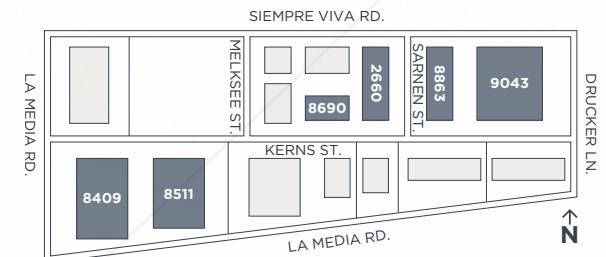 SIEMPRE VIVA RD.
LA MEDIA RD.
MELKSEE ST.
8690
2660
SARNEN ST.
8863
9043
DRUCKER LN.
KERNS ST.
8409
8511
LA MEDIA RD.
N